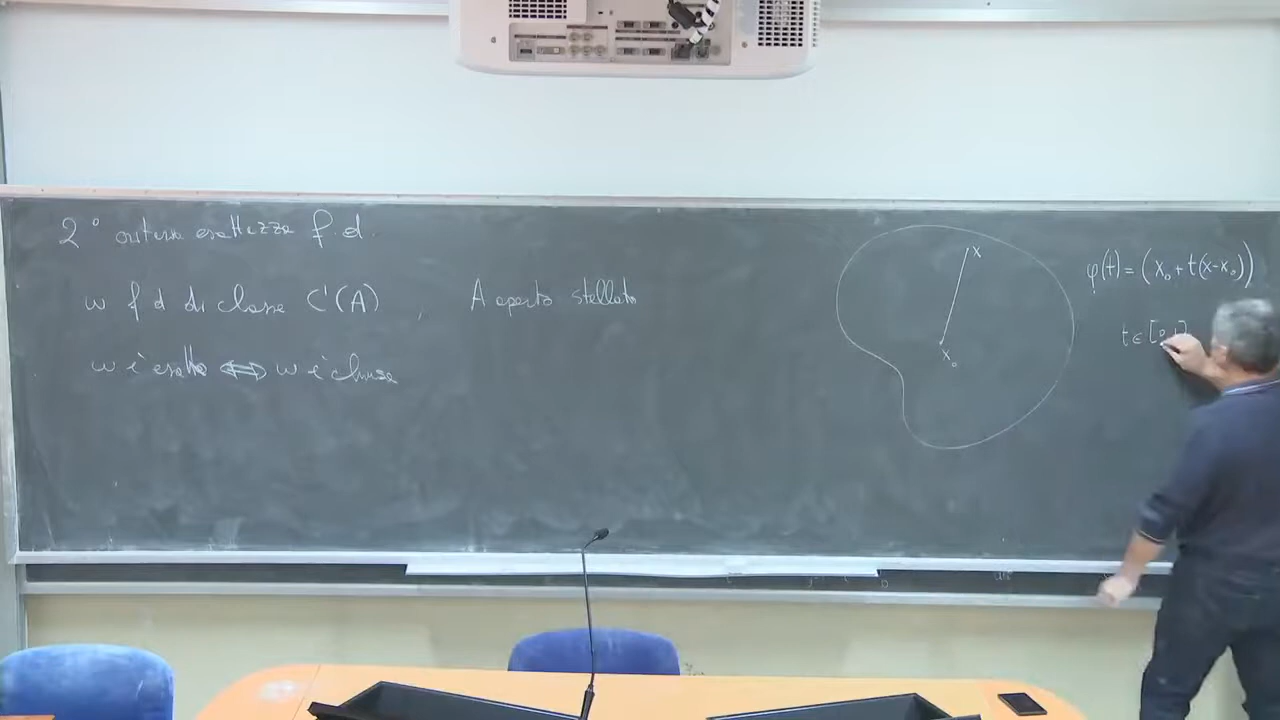 2° criterio esattezza f.d.
ω f d di classe C¹(A) , A aperto stellato
ω è esatta ⟺ ω è chiusa
x
x₀
φ(t) = (x₀ + t(x-x₀))
t ∈ [0,1]